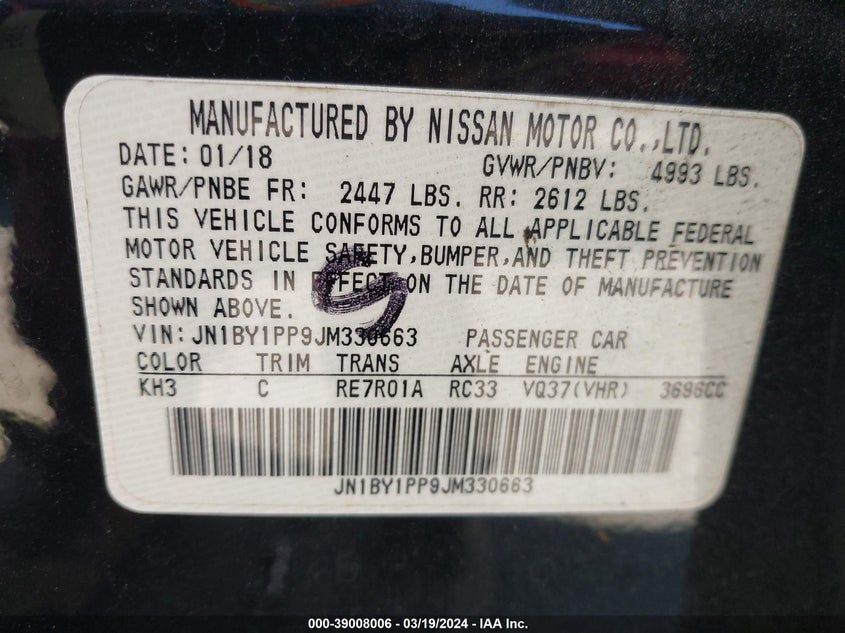 MANUFACTURED BY NISSAN MOTOR CO.,LTD.
DATE: 01/18 GVWR/PNBV: 4993 LBS.
GAWR/PNBE FR: 2447 LBS. RR: 2612 LBS.
THIS VEHICLE CONFORMS TO ALL APPLICABLE FEDERAL
MOTOR VEHICLE SAFETY,BUMPER,AND THEFT PREVENTION
STANDARDS IN EFFECT ON THE DATE OF MANUFACTURE
SHOWN ABOVE.
VIN: JN1BY1PP9JM330663 PASSENGER CAR
COLOR TRIM TRANS AXLE ENGINE
KH3 C RE7R01A RC33 VQ37(VHR) 3696CC
JN1BY1PP9JM330663
000-39008006 - 03/19/2024 - IAA Inc.